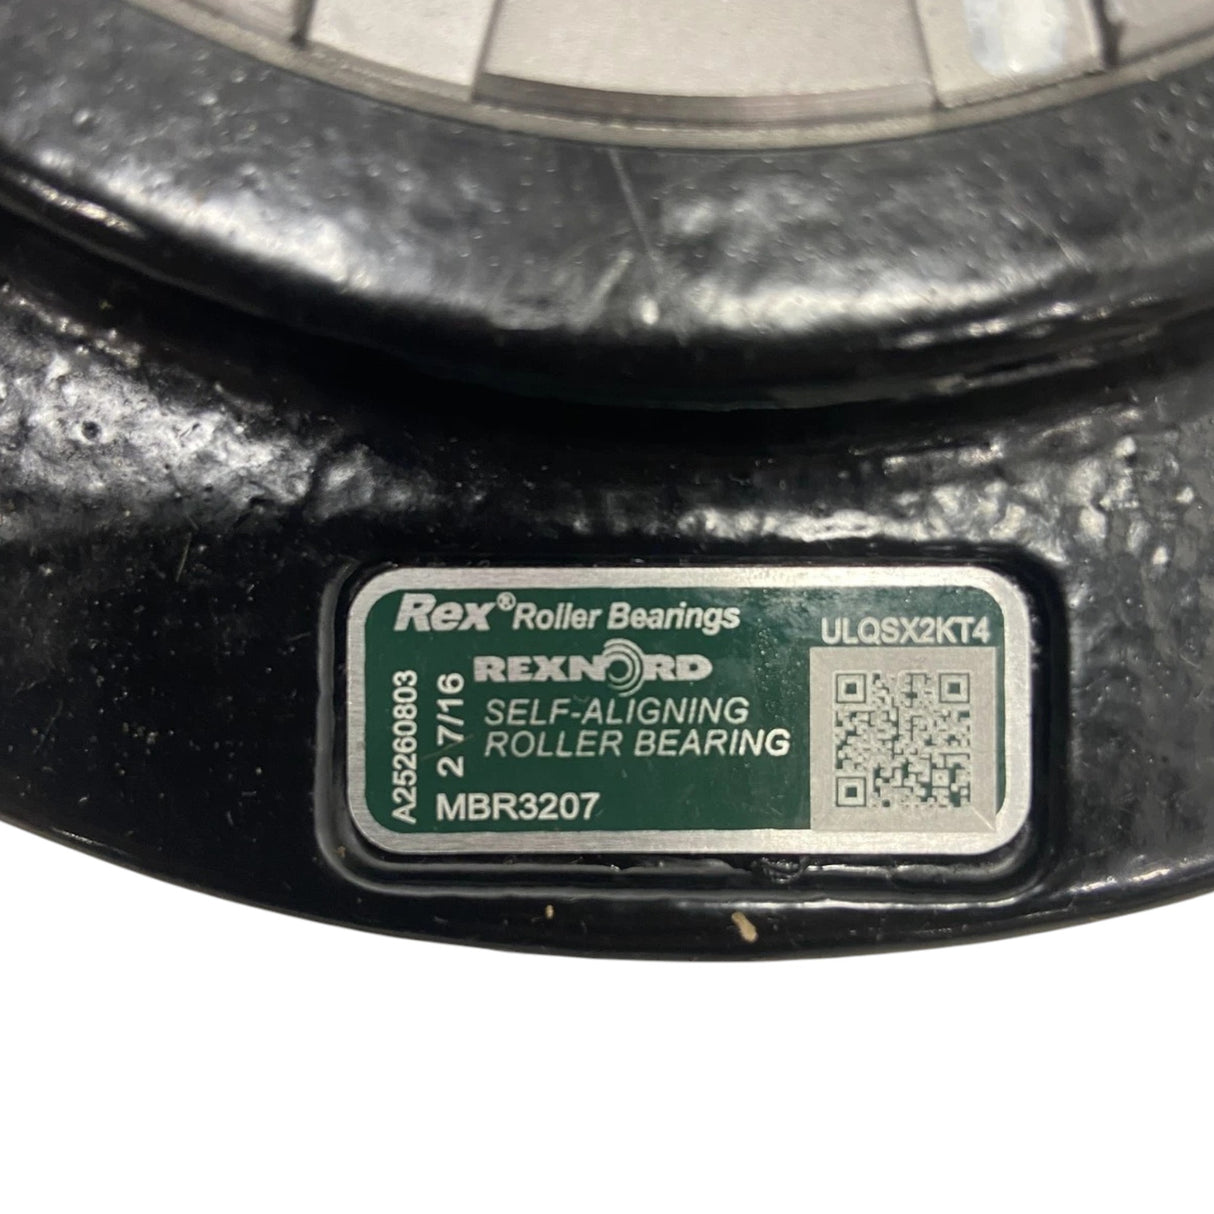 Rex® Roller Bearings
ULQSX2KT4
REXNORD
SELF-ALIGNING
ROLLER BEARING
A25260803
2 7/16
MBR3207